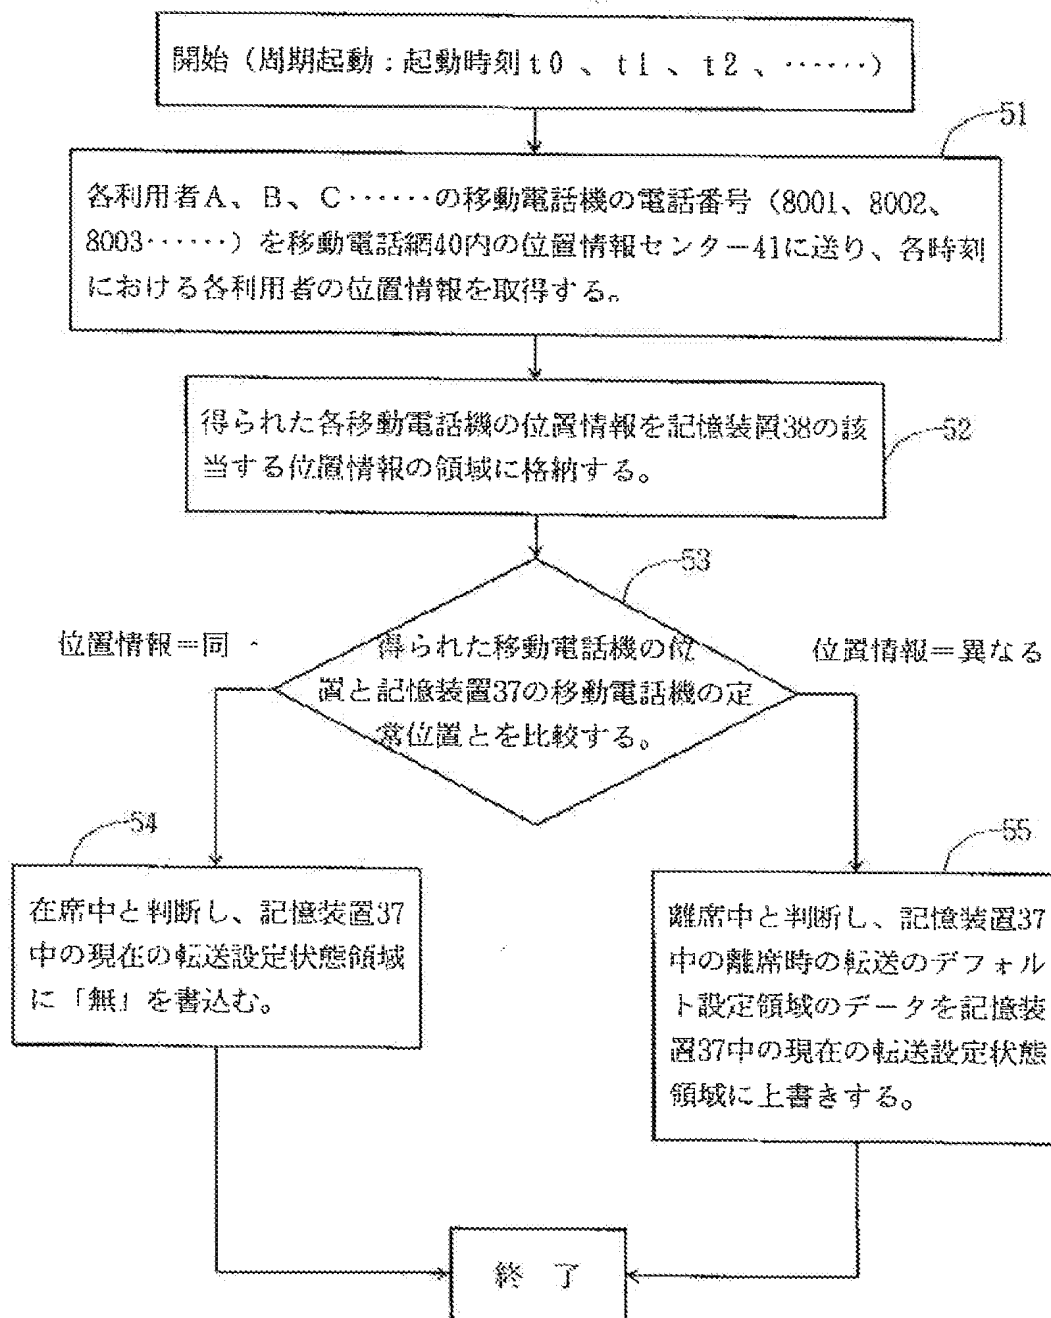 開始（周期起動：起動時刻t0、t1、t2、‥‥‥）
51
各利用者A、B、C‥‥‥の移動電話機の電話番号（8001、8002、
8003‥‥‥）を移動電話網40内の位置情報センター41に送り、各時刻
における各利用者の位置情報を取得する。
得られた各移動電話機の位置情報を記憶装置38の該
当する位置情報の領域に格納する。
52
53
位置情報＝同
得られた移動電話機の位
置と記憶装置37の移動電話機の定
常位置とを比較する。
位置情報＝異なる
54
在席中と判断し、記憶装置37
中の現在の転送設定状態領域
に「無」を書込む。
55
離席中と判断し、記憶装置37
中の離席時の転送のデフォル
ト設定領域のデータを記憶装
置37中の現在の転送設定状態
領域に上書きする。
終 了